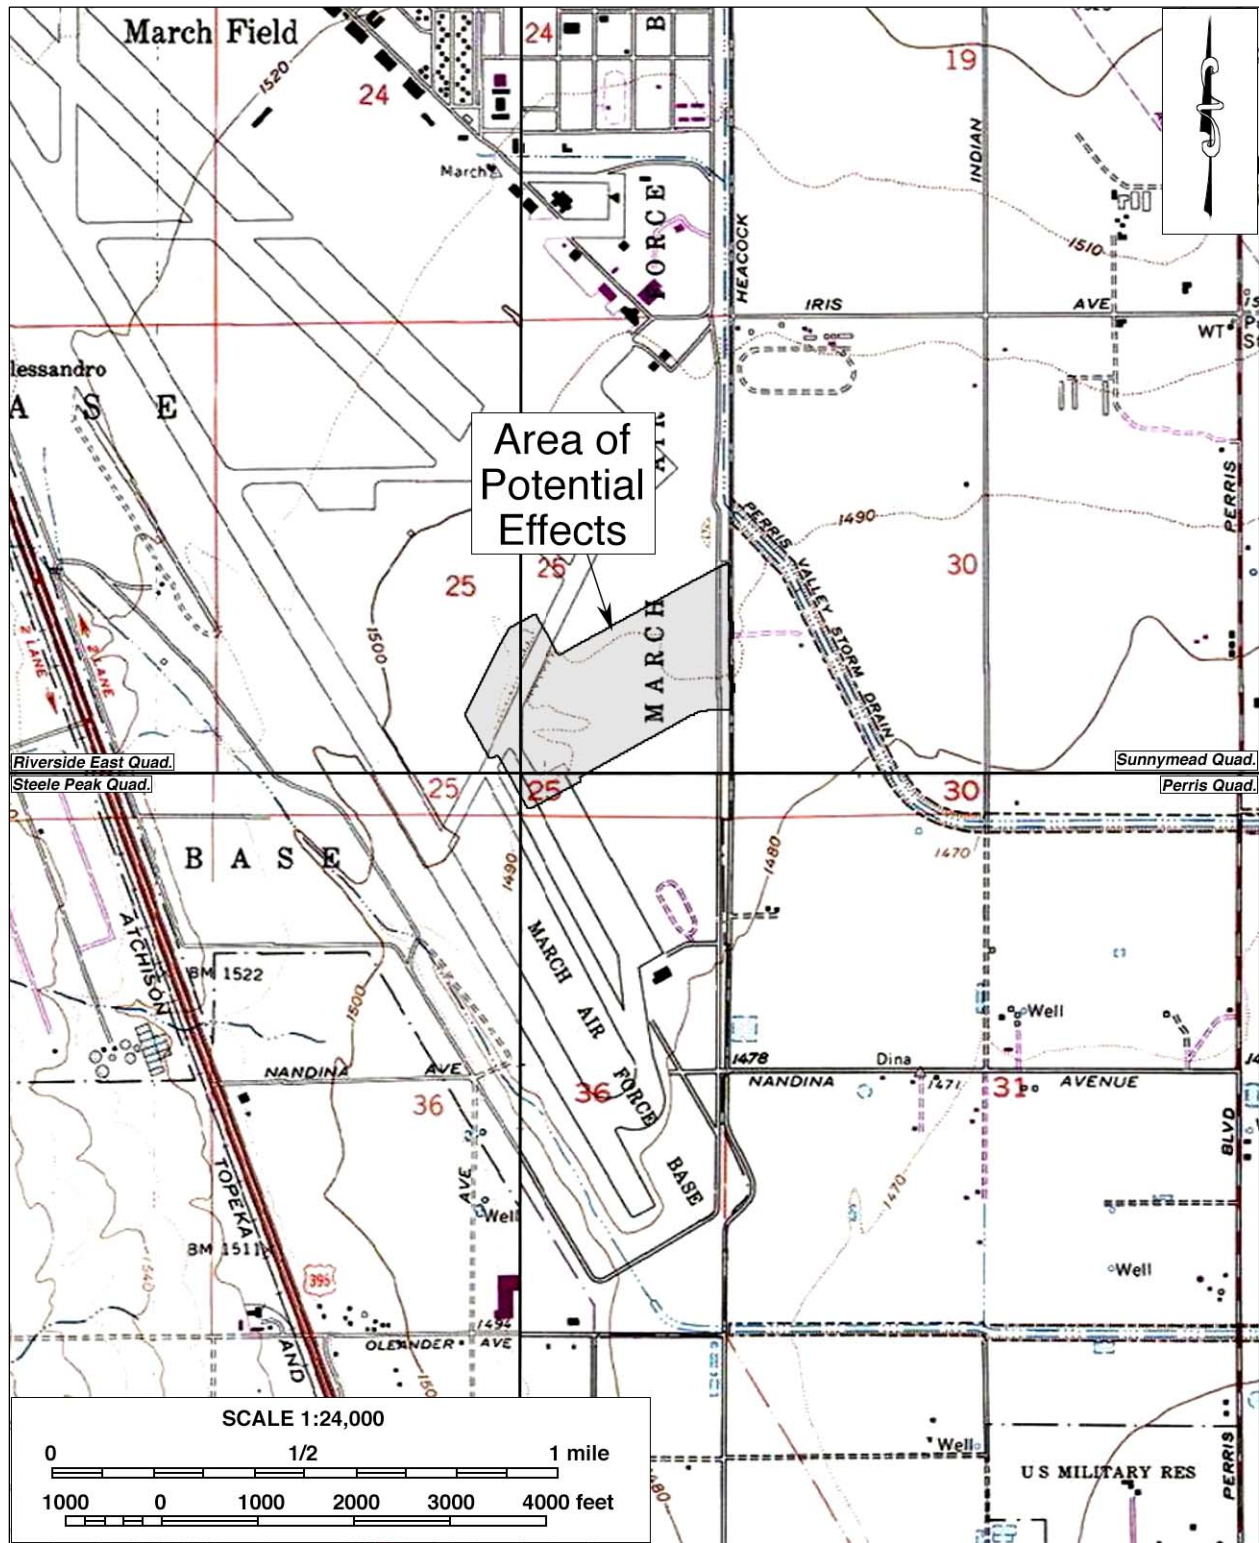 March Field
24
24
B
19
1520
March
FORCE
HEACOCK
INDIAN
1510
IRIS
AVE
WT
lessandro
A S E
AIR
Area of
Potential
Effects
25
25
1500
MARCH
PERRIS VALLEY STORM DRAIN
1490
30
PERRIS
2 LANE
2 LANE
Riverside East Quad.
Sunnymead Quad.
Steele Peak Quad.
Perris Quad.
25
25
30
BASE
1490
1480
1470
ATCHISON
BM 1522
1500
MARCH
AIR
FORCE
BASE
Well
NANDINA
AVE
36
36
1478
NANDINA
Dina
1471
31
AVENUE
BLVD
TOPEKA
AVE
Well
1470
BM 1511
1540
395
Well
1494
OLEANDER
AVE
AND
SCALE 1:24,000
0
1/2
1 mile
1000
0
1000
2000
3000
4000 feet
Well
U S MILITARY RES
PERRIS